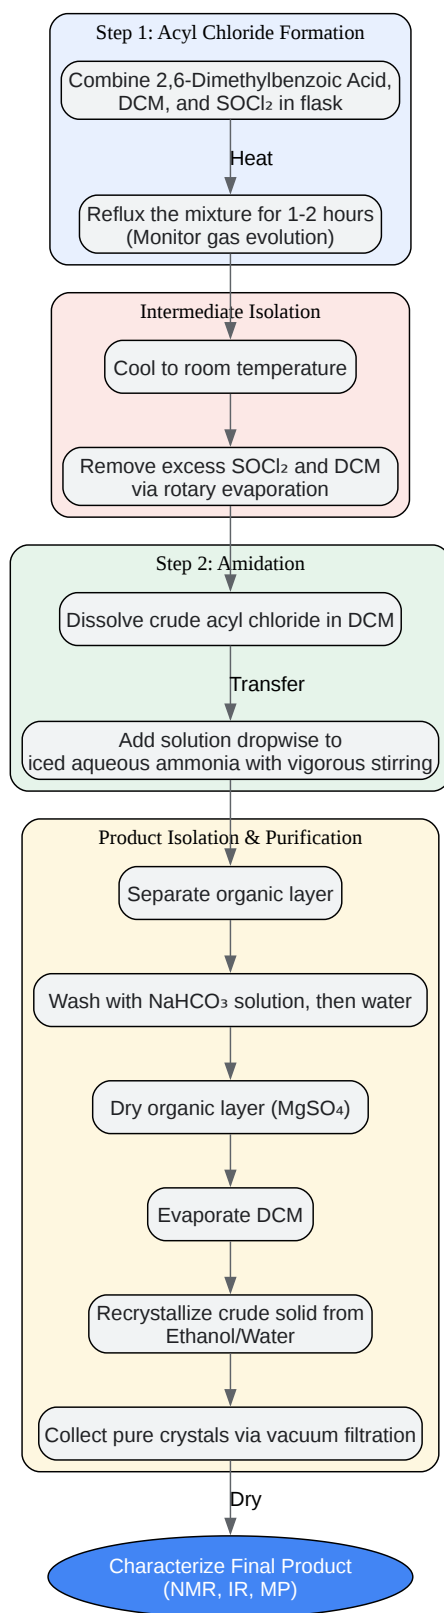 Step 1: Acyl Chloride Formation
Combine 2,6-Dimethylbenzoic Acid,
DCM, and SOCl₂ in flask
Heat
Reflux the mixture for 1-2 hours
(Monitor gas evolution)
Intermediate Isolation
Cool to room temperature
Remove excess SOCl₂ and DCM
via rotary evaporation
Step 2: Amidation
Dissolve crude acyl chloride in DCM
Transfer
Add solution dropwise to
iced aqueous ammonia with vigorous stirring
Product Isolation & Purification
Separate organic layer
Wash with NaHCO₃ solution, then water
Dry organic layer (MgSO₄)
Evaporate DCM
Recrystallize crude solid from
Ethanol/Water
Collect pure crystals via vacuum filtration
Dry
Characterize Final Product
(NMR, IR, MP)